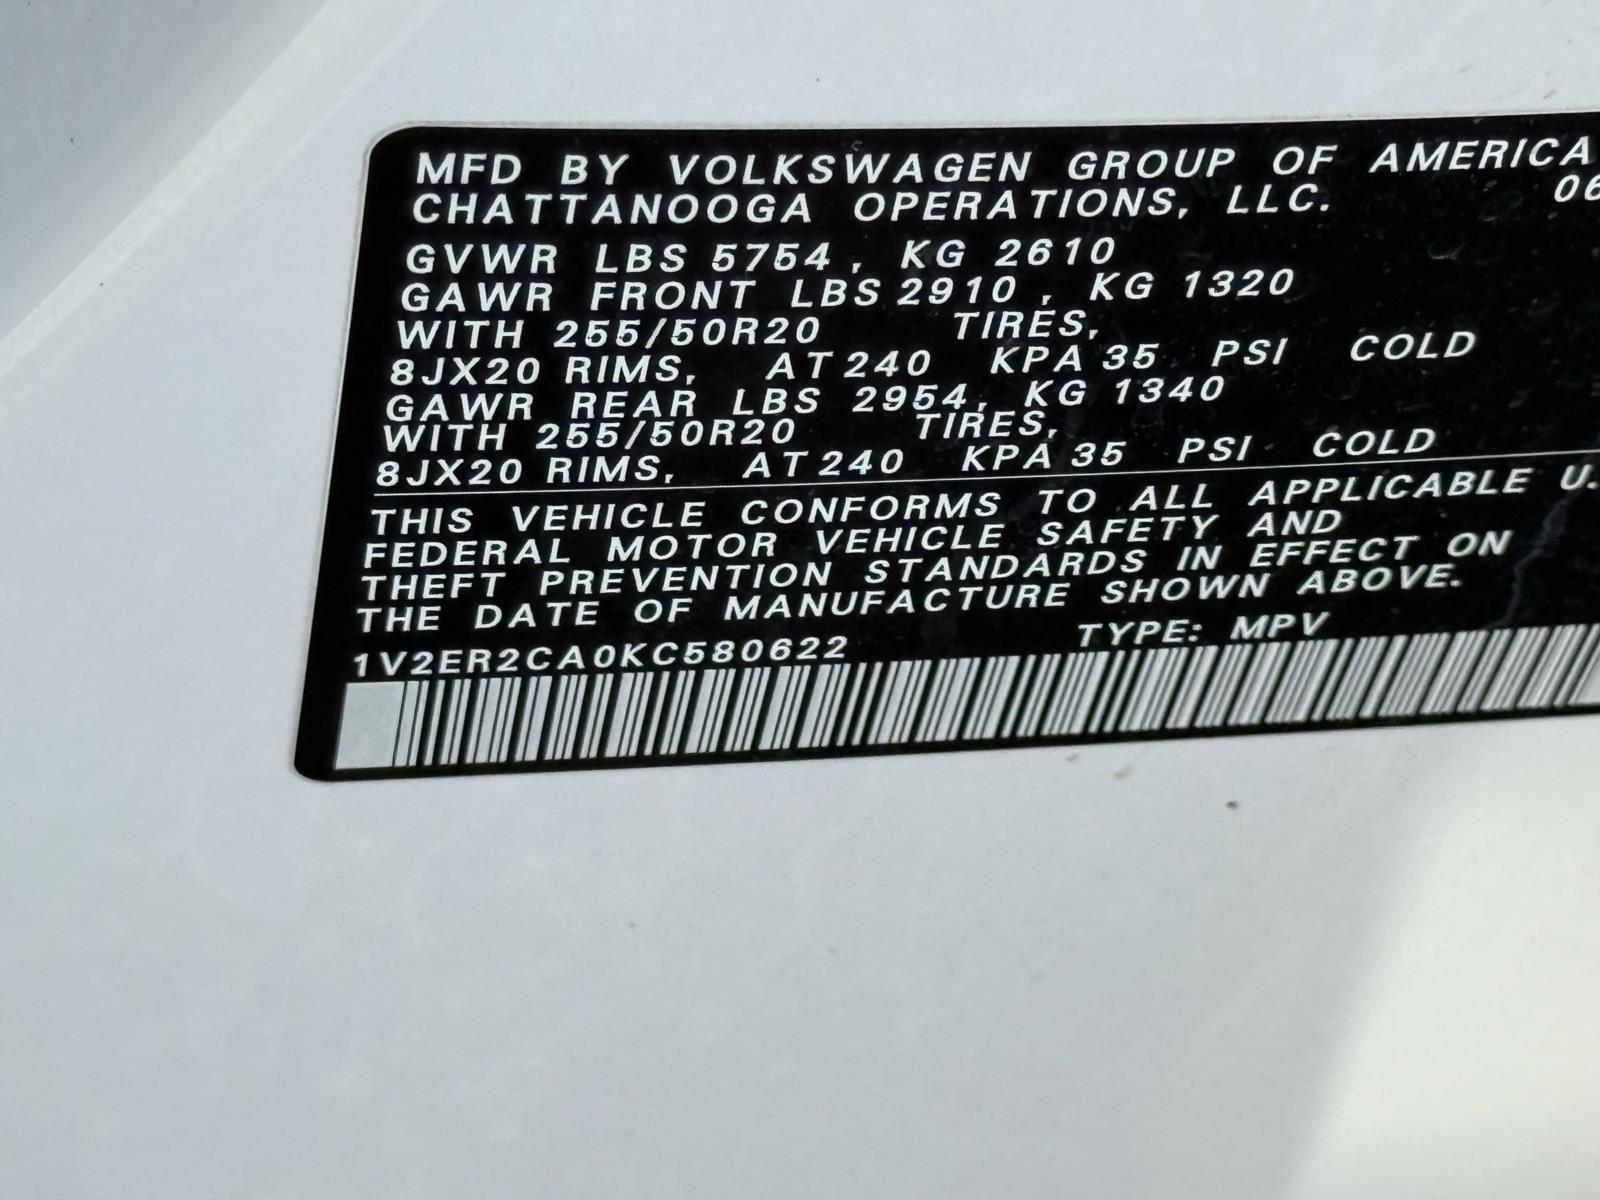 MFD BY VOLKSWAGEN GROUP OF AMERICA
CHATTANOOGA OPERATIONS, LLC. 06
GVWR LBS 5754, KG 2610
GAWR FRONT LBS 2910, KG 1320
WITH 255/50R20 TIRES,
8JX20 RIMS, AT 240 KPA 35 PSI COLD
GAWR REAR LBS 2954, KG 1340
WITH 255/50R20 TIRES,
8JX20 RIMS, AT 240 KPA 35 PSI COLD
THIS VEHICLE CONFORMS TO ALL APPLICABLE U.
FEDERAL MOTOR VEHICLE SAFETY AND
THEFT PREVENTION STANDARDS IN EFFECT ON
THE DATE OF MANUFACTURE SHOWN ABOVE.
1V2ER2CA0KC580622 TYPE: MPV